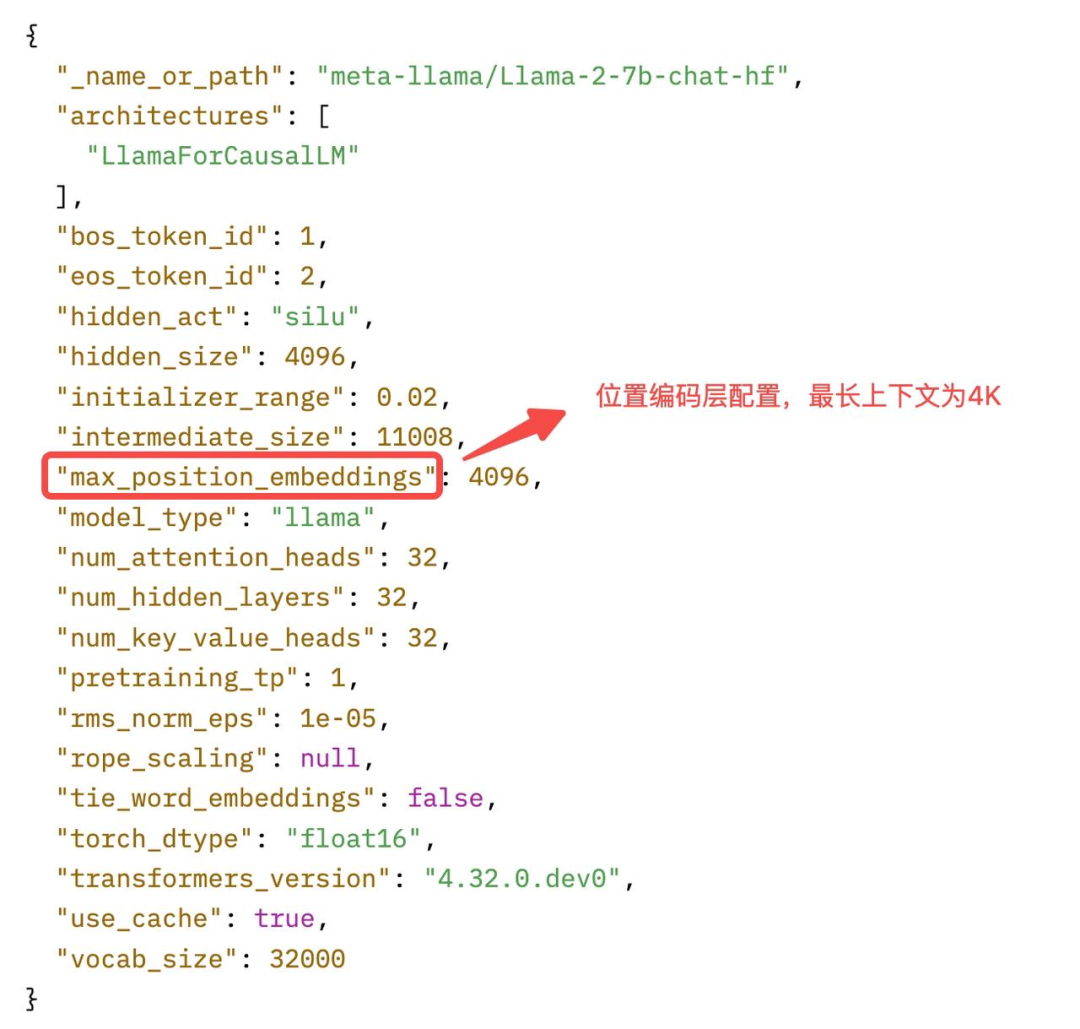 {
"_name_or_path": "meta-llama/Llama-2-7b-chat-hf",
"architectures": [
"LlamaForCausalLM"
],
"bos_token_id": 1,
"eos_token_id": 2,
"hidden_act": "silu",
"hidden_size": 4096,
"initializer_range": 0.02,
位置编码层配置，最长上下文为4K
"intermediate_size": 11008,
"max_position_embeddings": 4096,
"model_type": "llama",
"num_attention_heads": 32,
"num_hidden_layers": 32,
"num_key_value_heads": 32,
"pretraining_tp": 1,
"rms_norm_eps": 1e-05,
"rope_scaling": null,
"tie_word_embeddings": false,
"torch_dtype": "float16",
"transformers_version": "4.32.0.dev0",
"use_cache": true,
"vocab_size": 32000
}